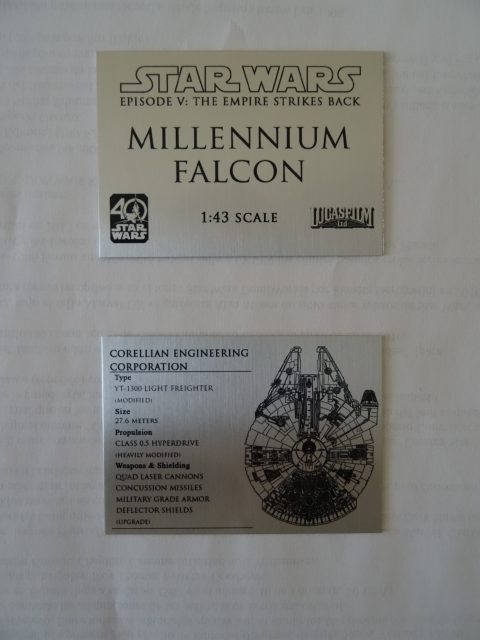 STAR WARS
EPISODE V: THE EMPIRE STRIKES BACK
MILLENNIUM
FALCON
40
STAR
WARS
1:43 SCALE
LUCASFILM
Ltd
CORELLIAN ENGINEERING
CORPORATION
Type
YT-1300 LIGHT FREIGHTER
(MODIFIED)
Size
27.6 METERS
Propulsion
CLASS 0.5 HYPERDRIVE
(HEAVILY MODIFIED)
Weapons & Shielding
QUAD LASER CANNONS
CONCUSSION MISSILES
MILITARY GRADE ARMOR
DEFLECTOR SHIELDS
(UPGRADE)